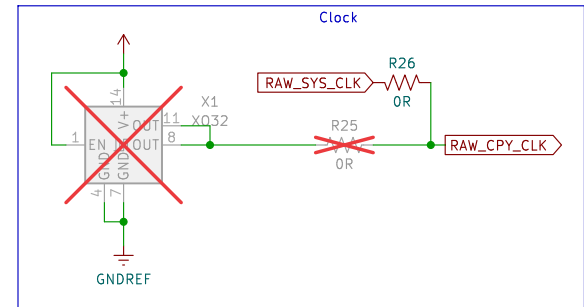 Clock
R26
RAW_SYS_CLK
0R
14
X1
XO32
V+
OUT
11
R25
1
EN
OUT
8
RAW_CPY_CLK
0R
GND
GND
4
7
GNDREF